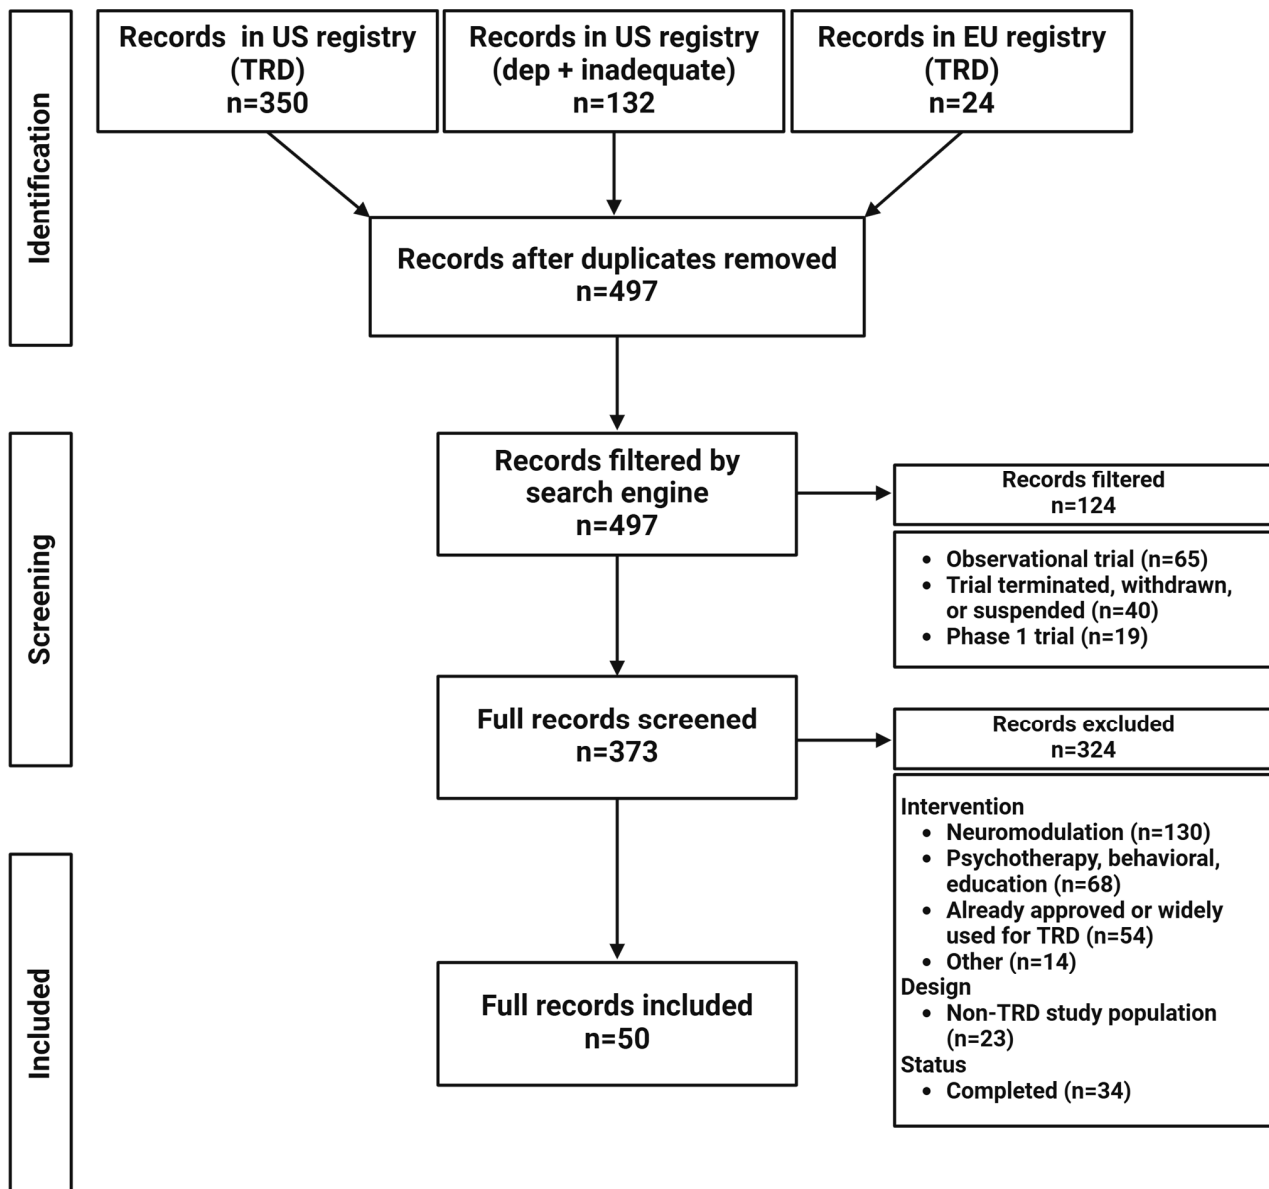 Identification
Records in US registry
(TRD)
n=350
Records in US registry
(dep + inadequate)
n=132
Records in EU registry
(TRD)
n=24
Records after duplicates removed
n=497
Screening
Records filtered by
search engine
n=497
Records filtered
n=124
• Observational trial (n=65)
• Trial terminated, withdrawn,
or suspended (n=40)
• Phase 1 trial (n=19)
Full records screened
n=373
Records excluded
n=324
Intervention
• Neuromodulation (n=130)
• Psychotherapy, behavioral,
education (n=68)
• Already approved or widely
used for TRD (n=54)
• Other (n=14)
Design
• Non-TRD study population
(n=23)
Status
• Completed (n=34)
Included
Full records included
n=50